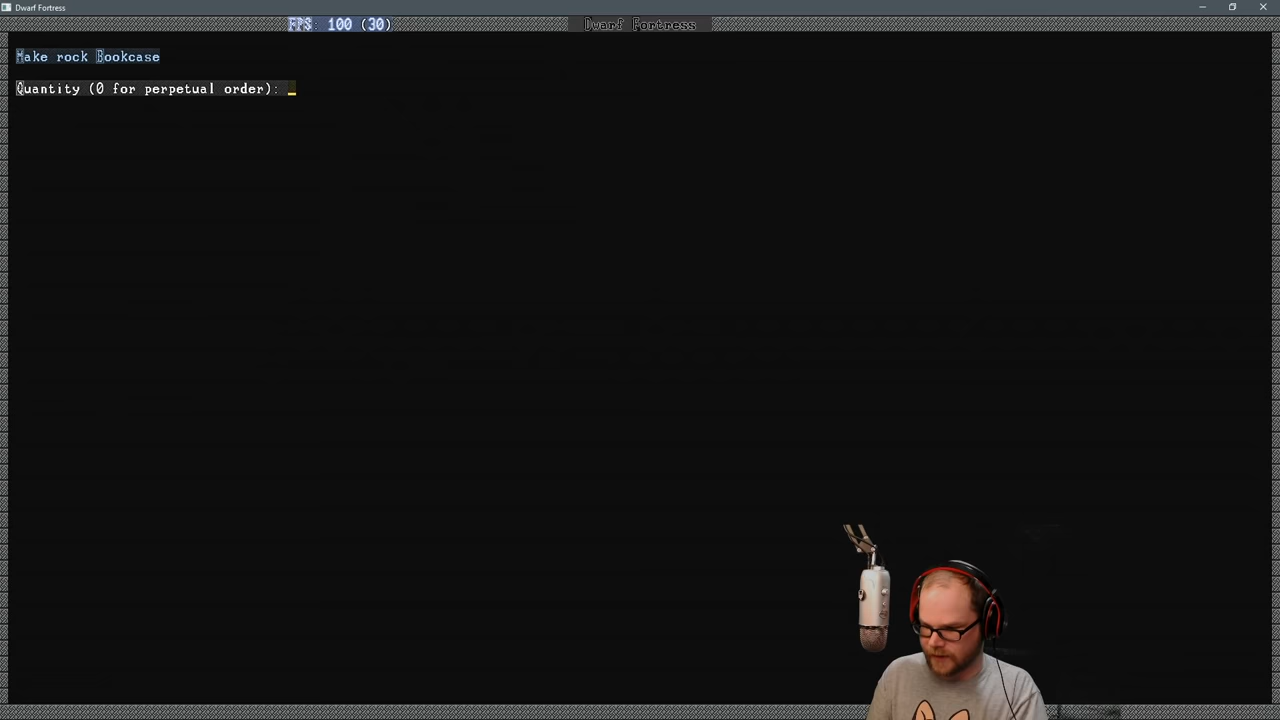 Dwarf Fortress
FPS: 100 (30)
Dwarf Fortress
Make rock Bookcase
Quantity (0 for perpetual order): _